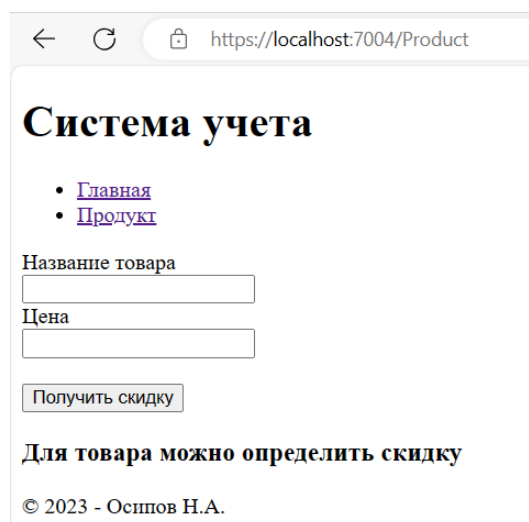 https://localhost:7004/Product
Система учета
Главная
Продукт
Название товара
Цена
Получить скидку
Для товара можно определить скидку
© 2023 - Осипов Н.А.